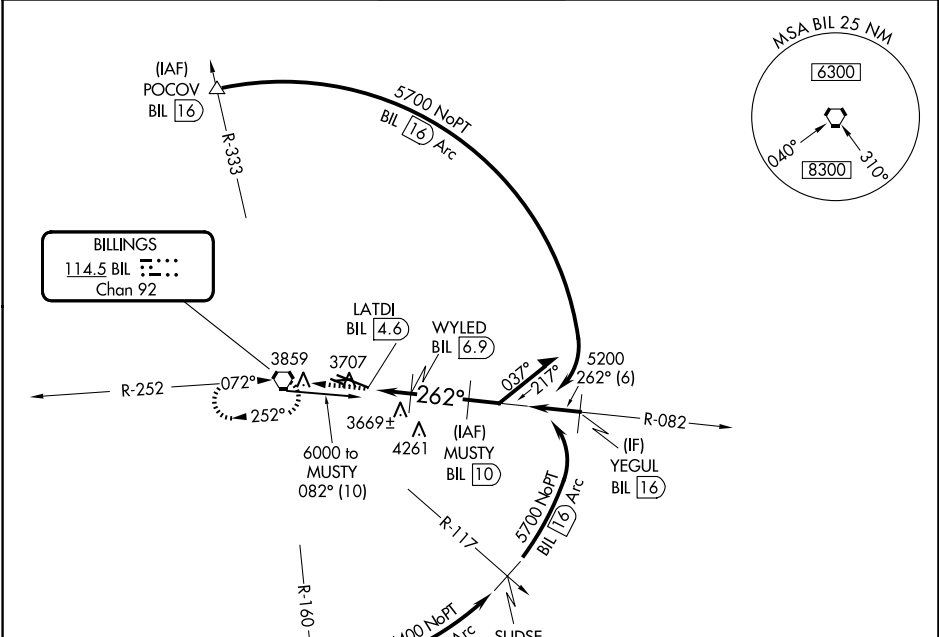 MSA BIL 25 NM
6300
040°
310°
8300
(IAF)
POCOV
BIL 16
R-333
5700 NoPT
BIL 16 Arc
BILLINGS
114.5 BIL
Chan 92
LATDI
BIL 4.6
WYLED
BIL 6.9
3859
3707
R-252
072°
252°
262°
037°
217°
5200
262° (6)
R-082
3669±
4261
(IAF)
MUSTY
BIL 10
(IF)
YEGUL
BIL 16
6000 to
MUSTY
082° (10)
R-117
5700 NoPT
BIL 16 Arc
R-160